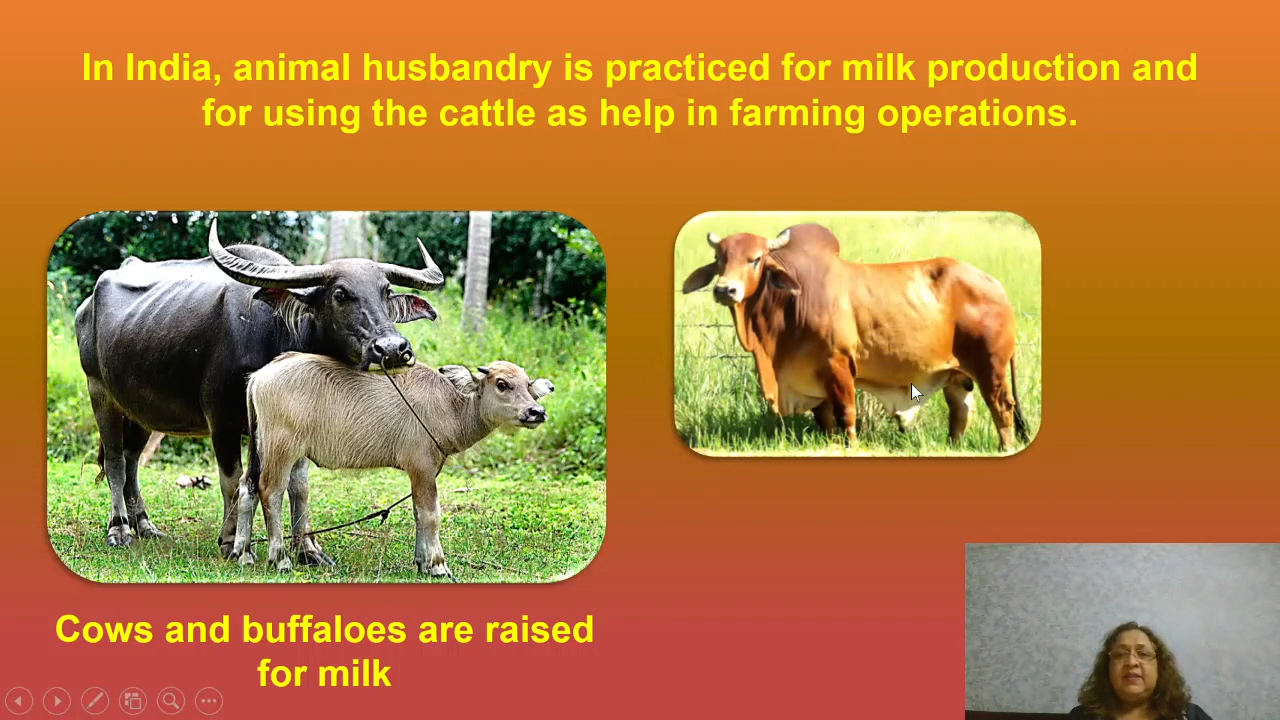 In India, animal husbandry is practiced for milk production and
for using the cattle as help in farming operations.
Cows and buffaloes are raised
for milk